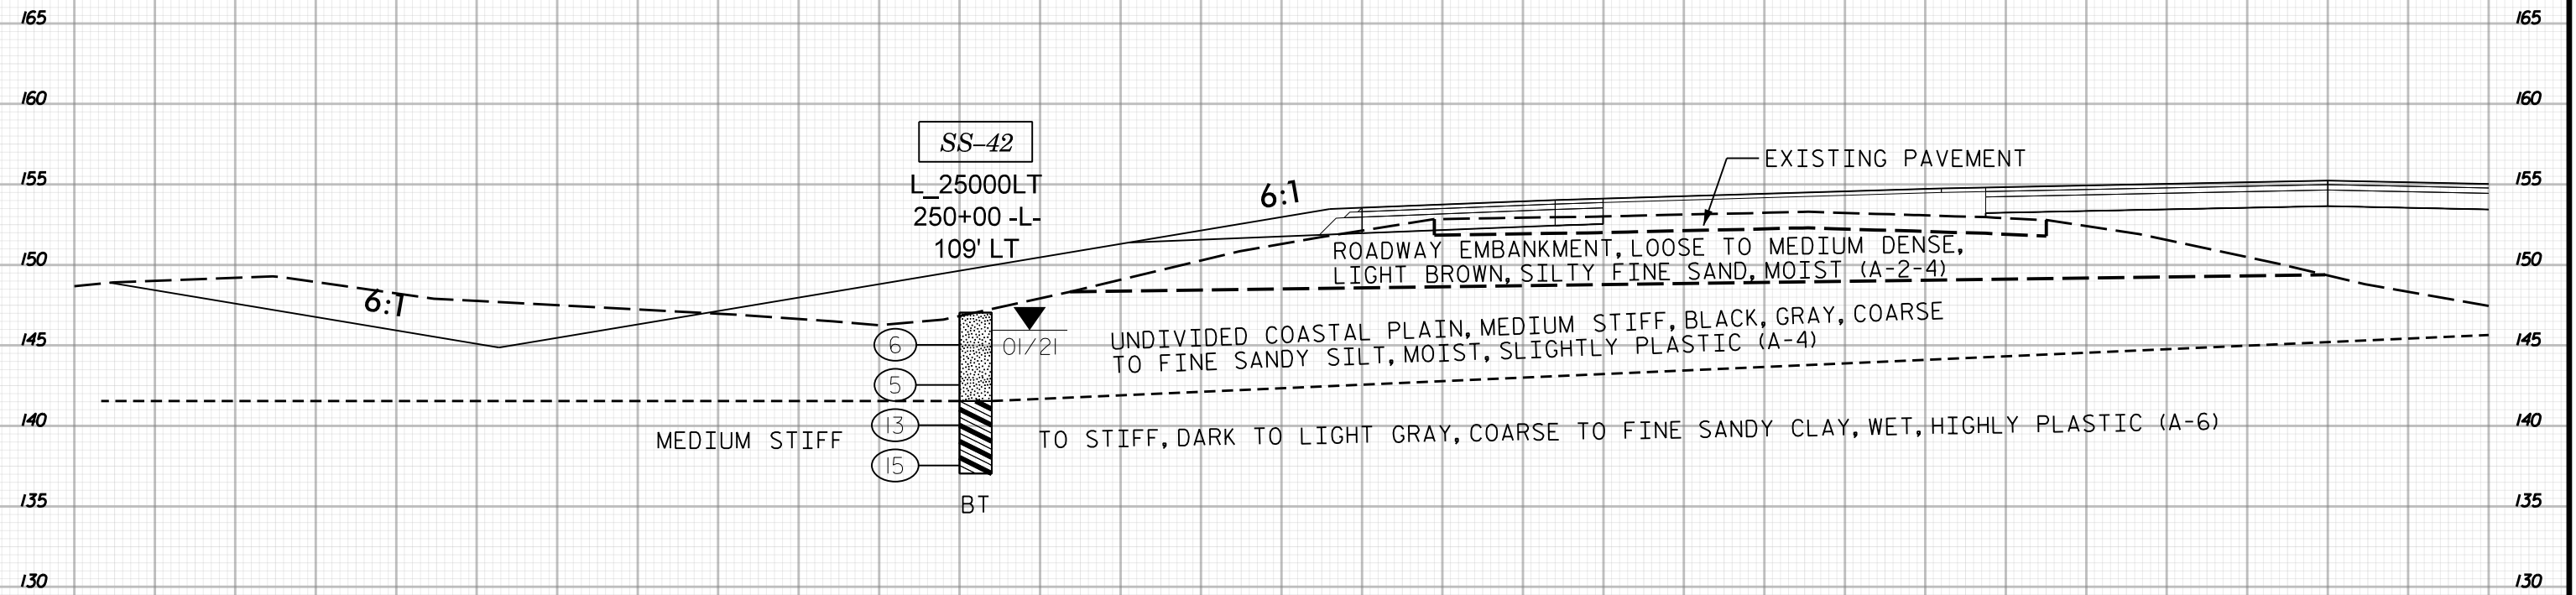 165 165
160 160
SS-42
EXISTING PAVEMENT
155 L_25000LT 6:1 155
250+00 -L-
109' LT
ROADWAY EMBANKMENT, LOOSE TO MEDIUM DENSE,
LIGHT BROWN, SILTY FINE SAND, MOIST (A-2-4)
150 150
6:1
UNDIVIDED COASTAL PLAIN, MEDIUM STIFF, BLACK, GRAY, COARSE
TO FINE SANDY SILT, MOIST, SLIGHTLY PLASTIC (A-4)
145 6 01/21 145
5
140 13 140
MEDIUM STIFF TO STIFF, DARK TO LIGHT GRAY, COARSE TO FINE SANDY CLAY, WET, HIGHLY PLASTIC (A-6)
15
135 BT 135
130 130